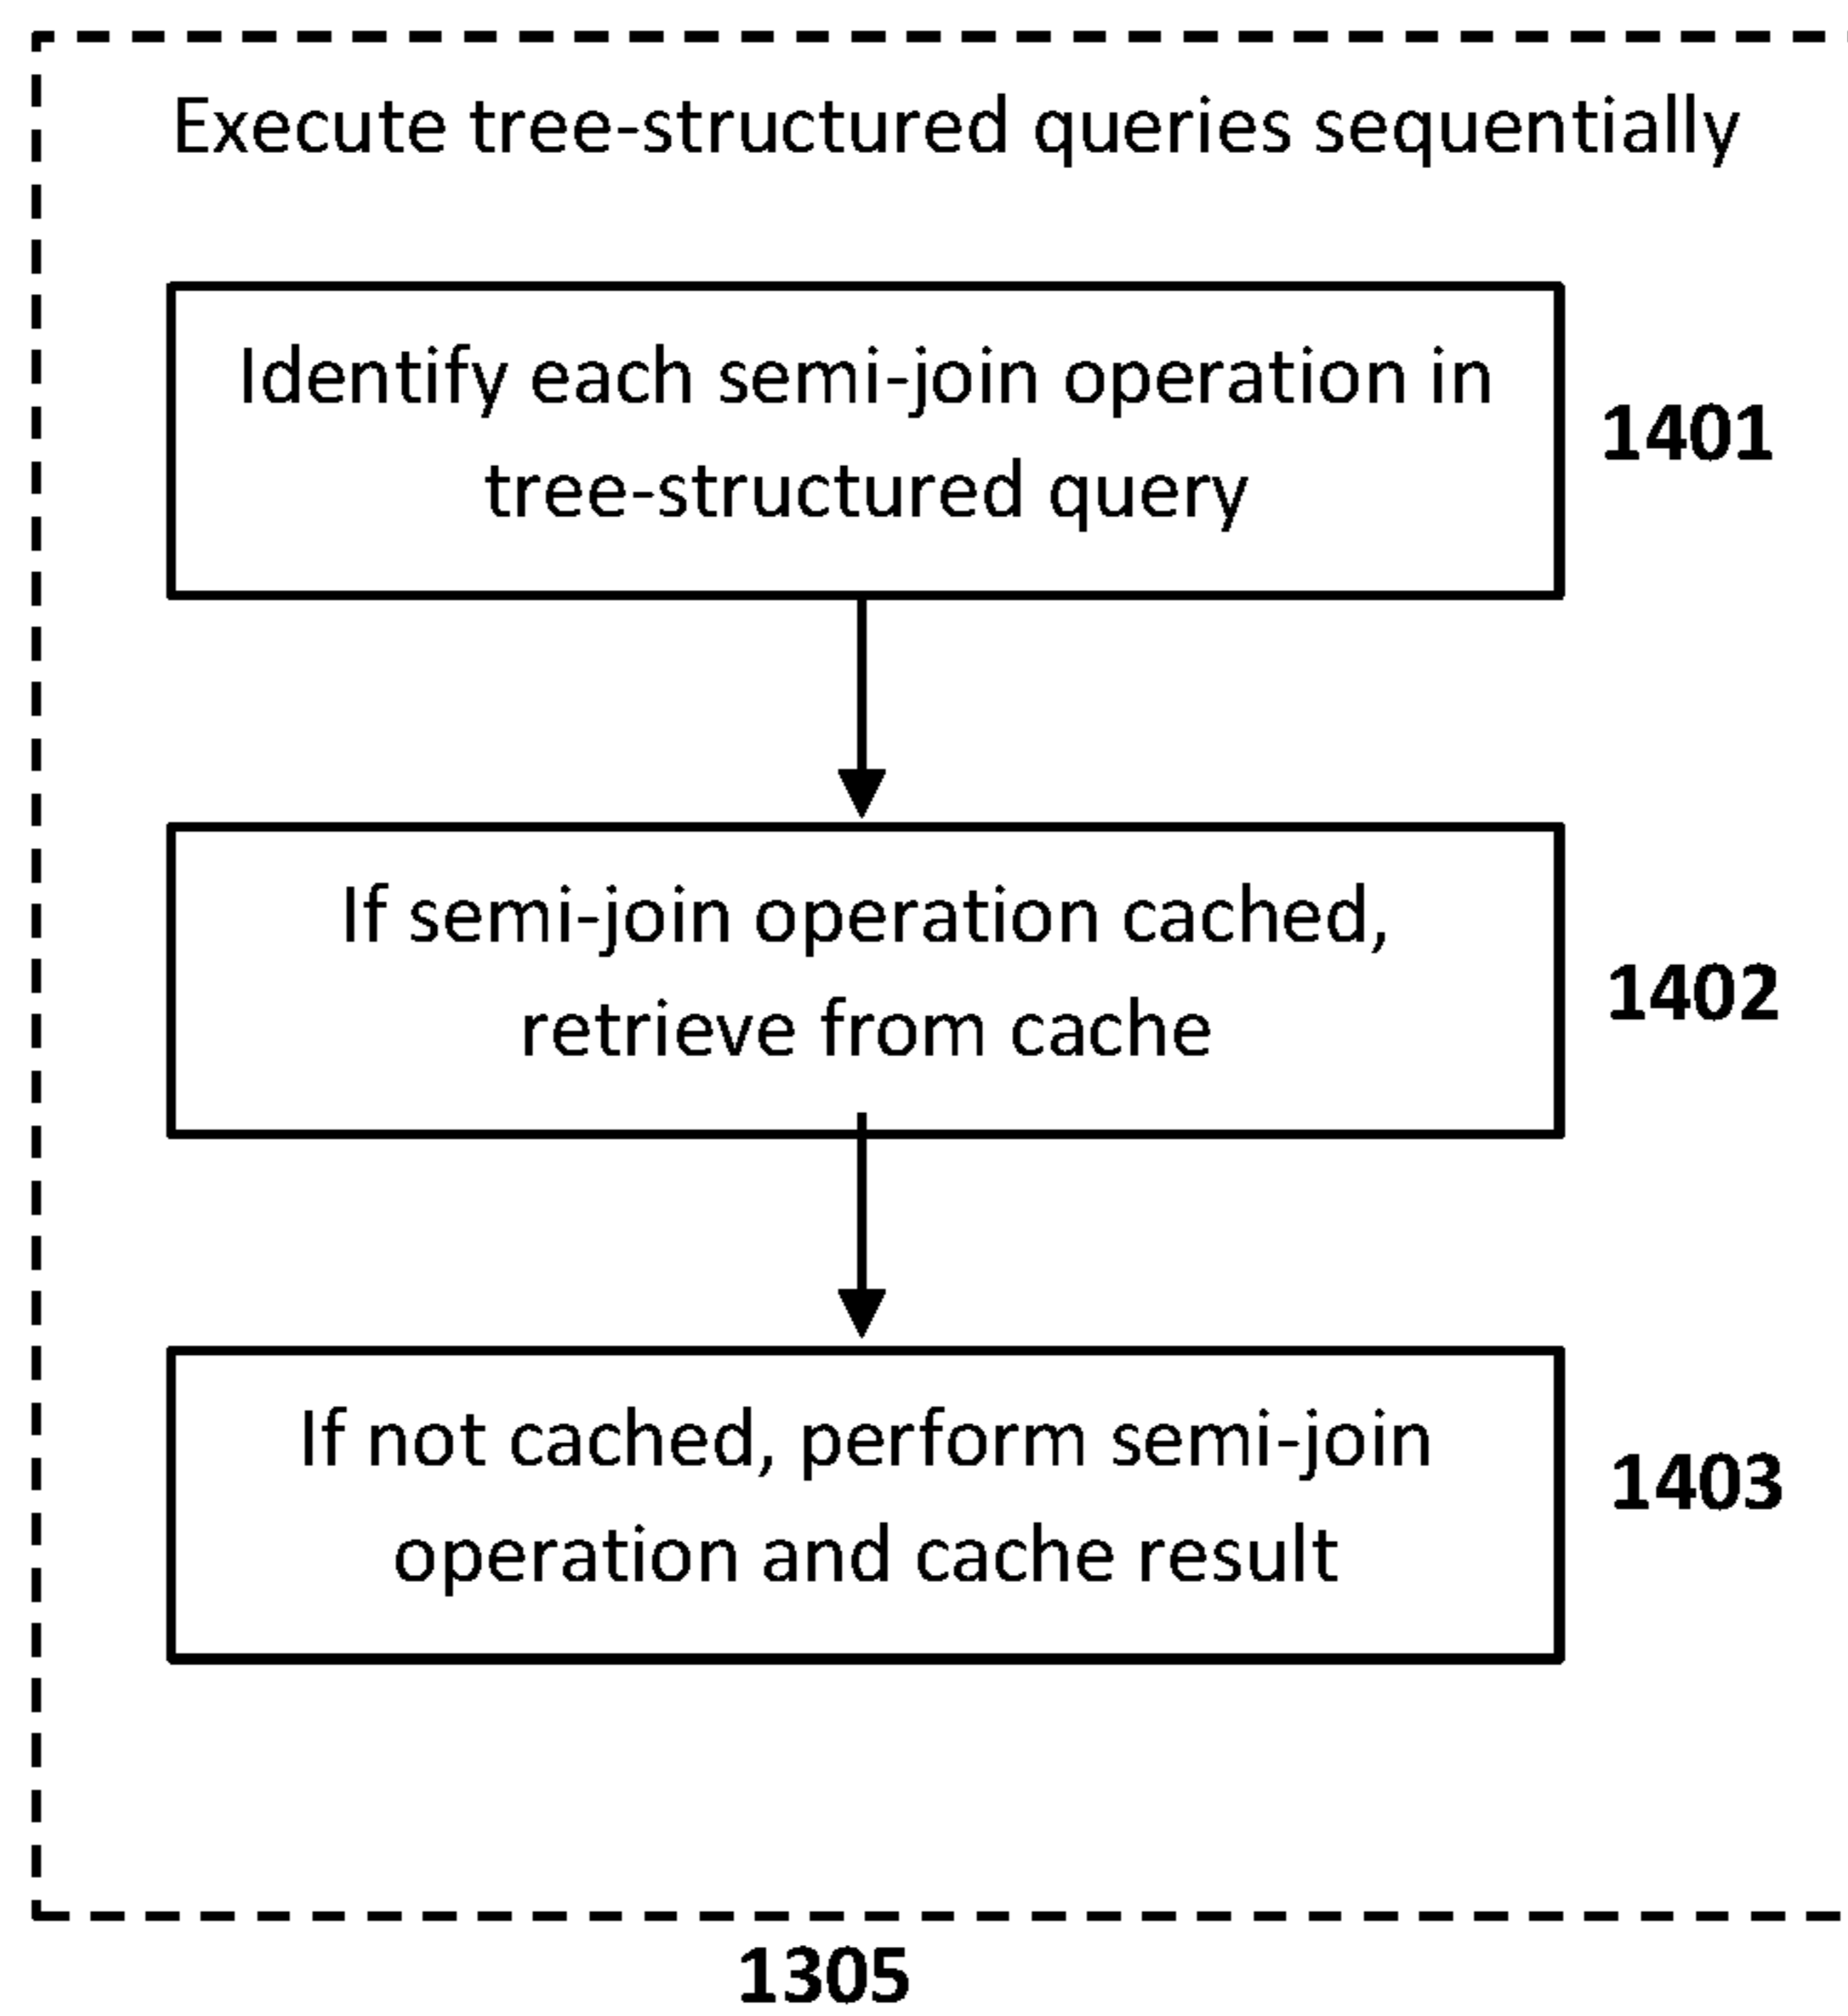 Execute tree-structured queries sequentially
Identify each semi-join operation in
tree-structured query
1401
If semi-join operation cached,
retrieve from cache
1402
If not cached, perform semi-join
operation and cache result
1403
1305